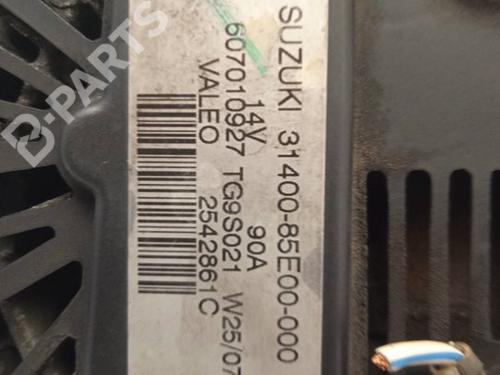 SUZUKI 31400-85E00-000
14V 90A
607010927 TG9S021 W25/07
VALEO 2542861C
B-PARTS